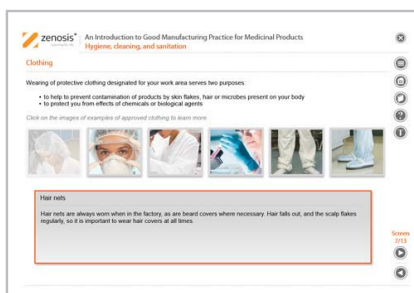 zenosis®
An Introduction to Good Manufacturing Practice for Medicinal Products
Hygiene, cleaning, and sanitation
Clothing
Wearing of protective clothing designated for your work area serves two purposes
• to help to prevent contamination of products by skin flakes, hair or microbes present on your body
• to protect you from effects of chemicals or biological agents
Click on the images of examples of approved clothing to learn more
Hair nets
Hair nets are always worn when in the factory, as are beard covers where necessary. Hair falls out, and the scalp flakes
regularly, so it is important to wear hair covers at all times.
Screen
7/13